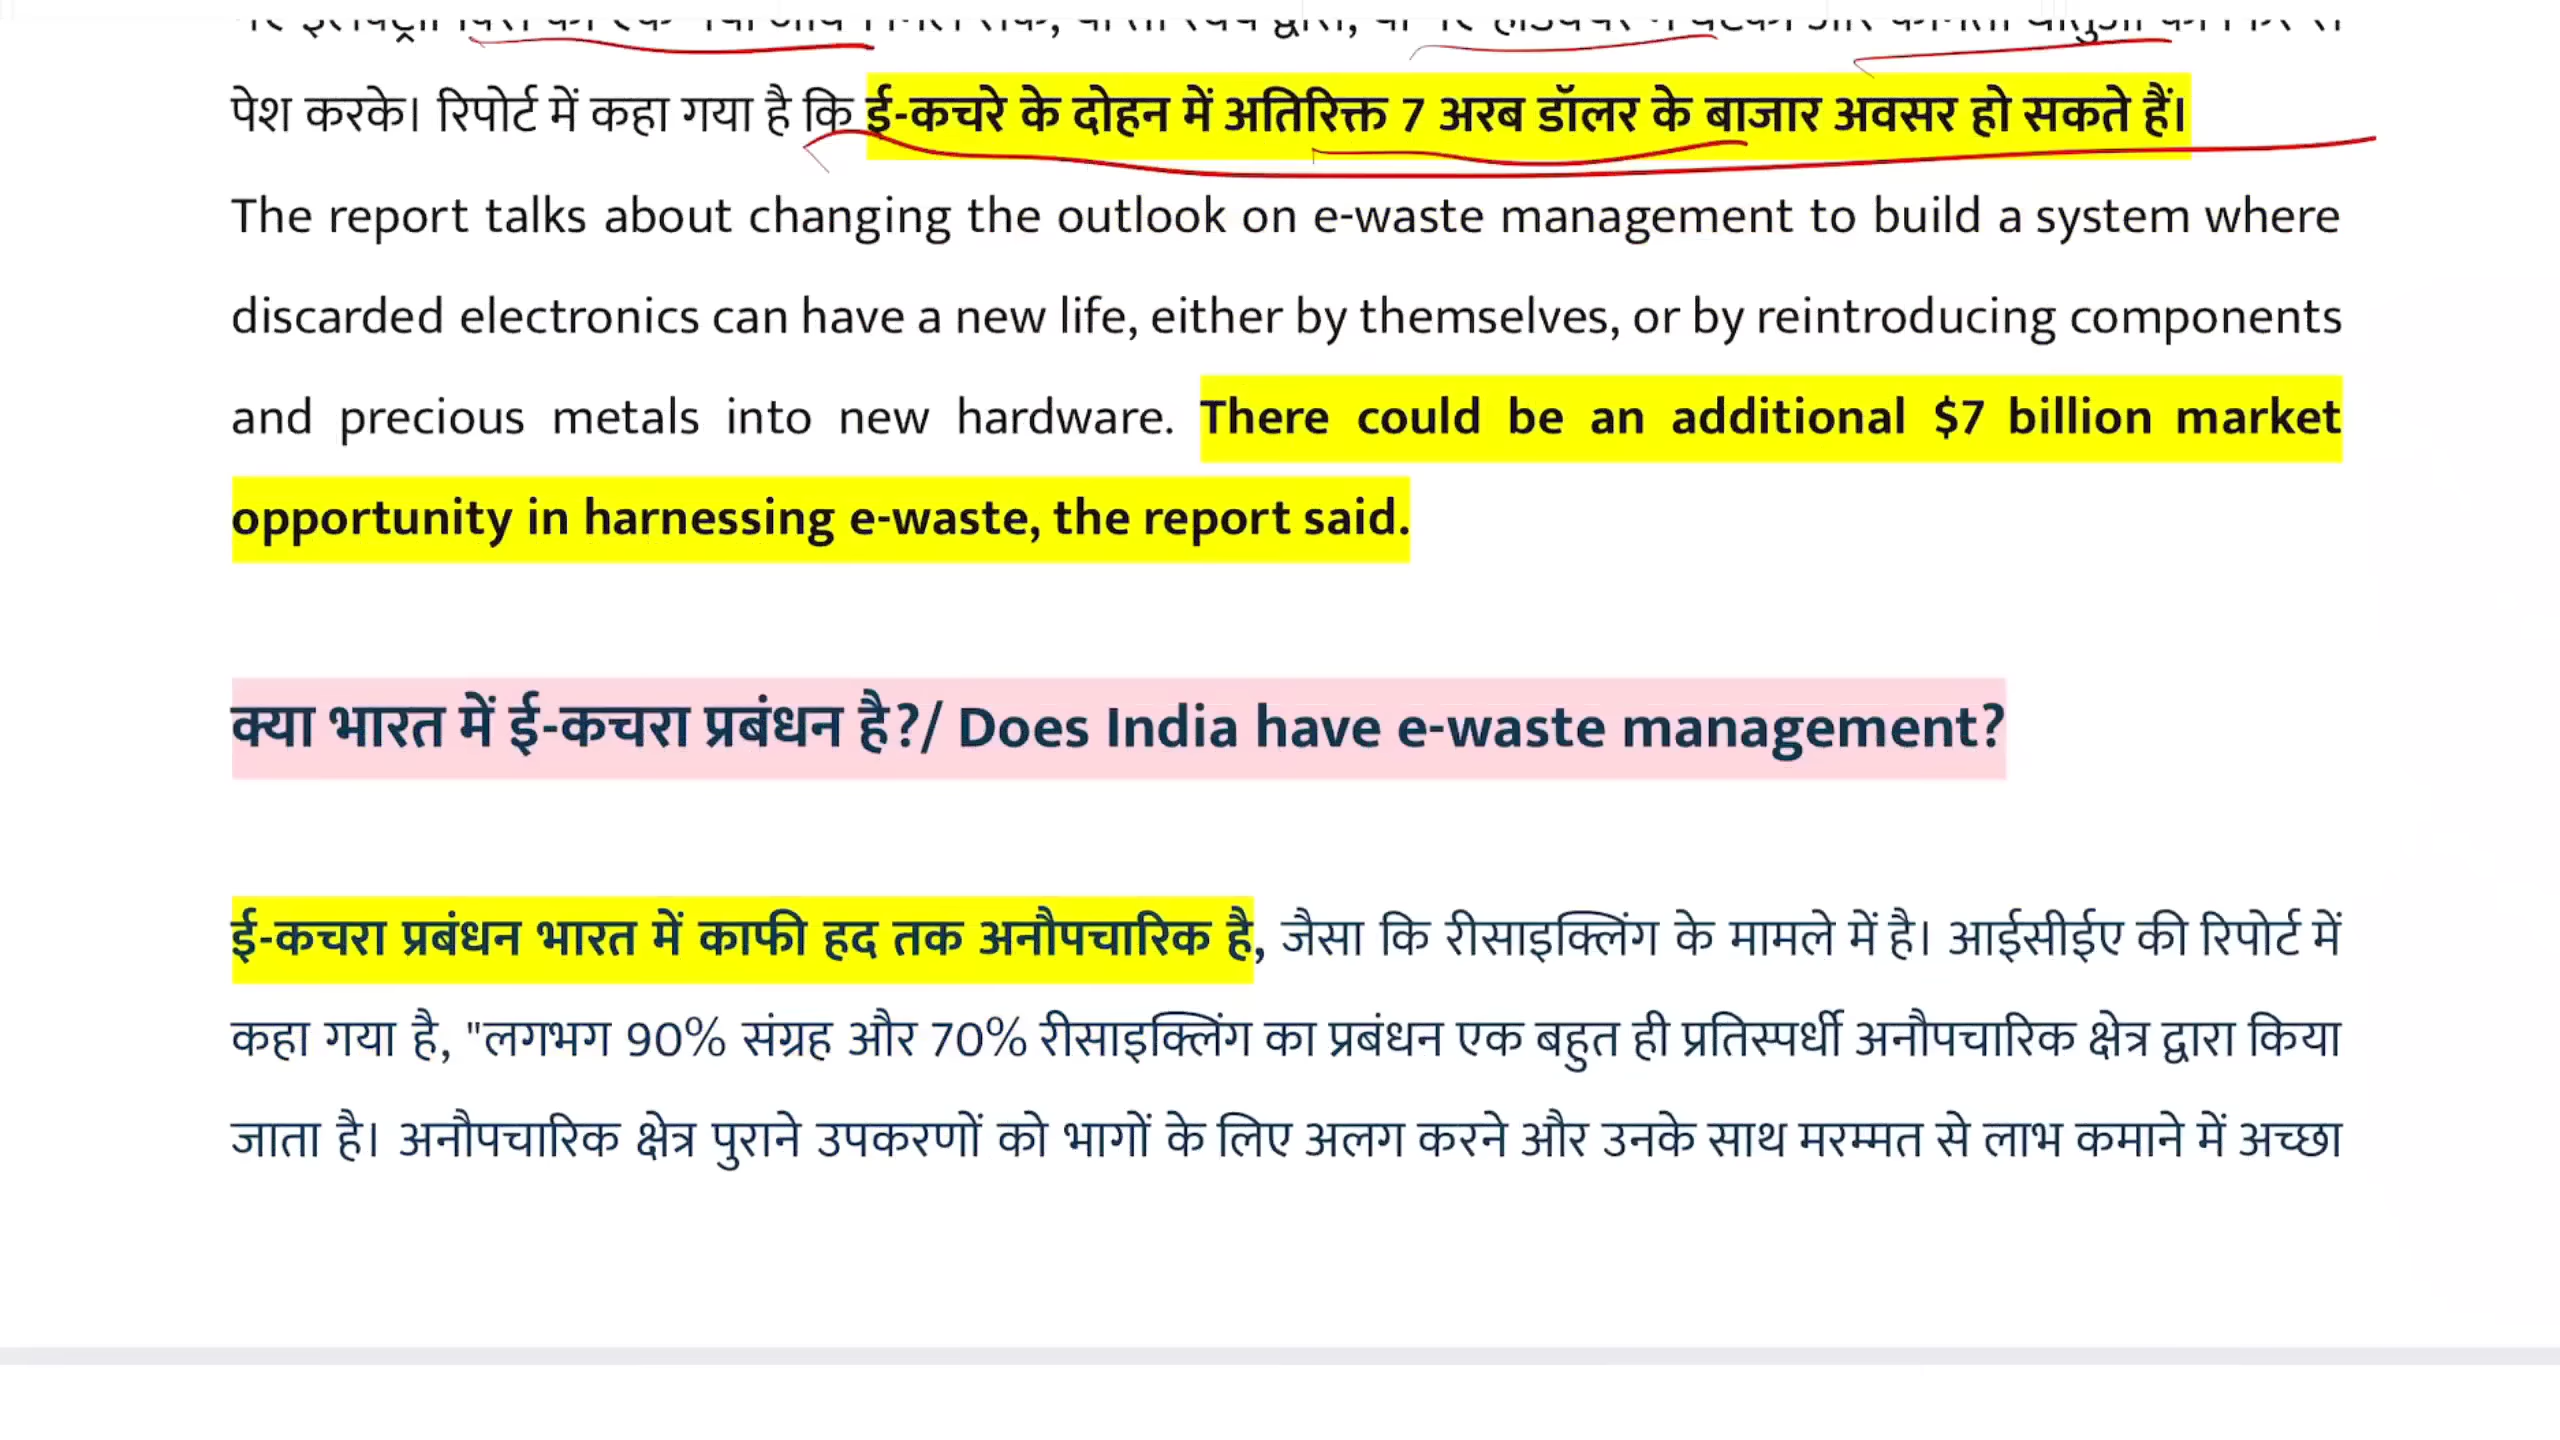 पेश करके। रिपोर्ट में कहा गया है कि ई-कचरे के दोहन में अतिरिक्त 7 अरब डॉलर के बाजार अवसर हो सकते हैं।
The report talks about changing the outlook on e-waste management to build a system where
discarded electronics can have a new life, either by themselves, or by reintroducing components
and precious metals into new hardware. There could be an additional $7 billion market
opportunity in harnessing e-waste, the report said.
क्या भारत में ई-कचरा प्रबंधन है?/ Does India have e-waste management?
ई-कचरा प्रबंधन भारत में काफी हद तक अनौपचारिक है, जैसा कि रीसाइक्लिंग के मामले में है। आईसीईए की रिपोर्ट में
कहा गया है, "लगभग 90% संग्रह और 70% रीसाइक्लिंग का प्रबंधन एक बहुत ही प्रतिस्पर्धी अनौपचारिक क्षेत्र द्वारा किया
जाता है। अनौपचारिक क्षेत्र पुराने उपकरणों को भागों के लिए अलग करने और उनके साथ मरम्मत से लाभ कमाने में अच्छा